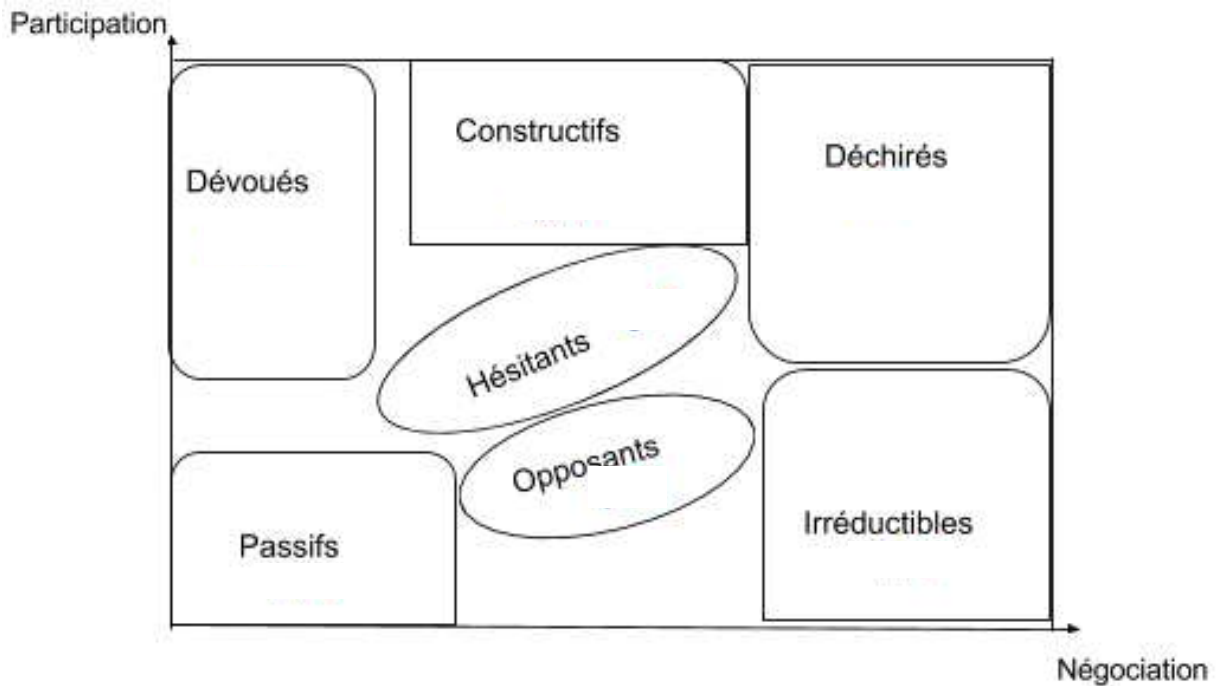 Participation
Constructifs
Déchirés
Dévoués
Hésitants
Opposants
Irréductibles
Passifs
Négociation